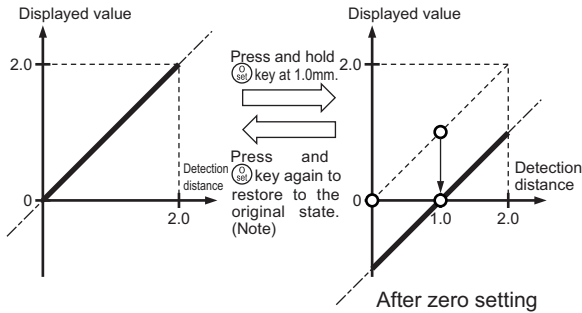 Displayed value
2.0
0
2.0
Detection
distance
Press and hold
0 set key at 1.0mm.
Press and
0 set key again to
restore to the
original state.
(Note)
Displayed value
2.0
0
1.0
2.0
Detection
distance
After zero setting